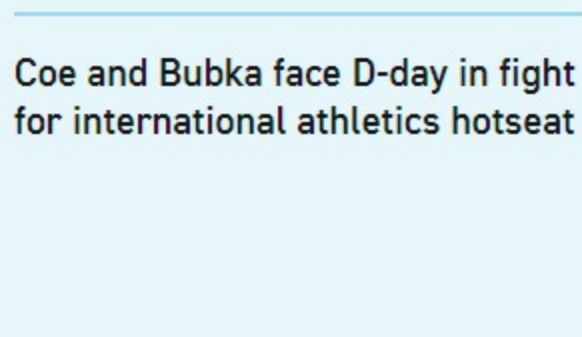 Coe and Bubka face D-day in fight
for international athletics hotseat